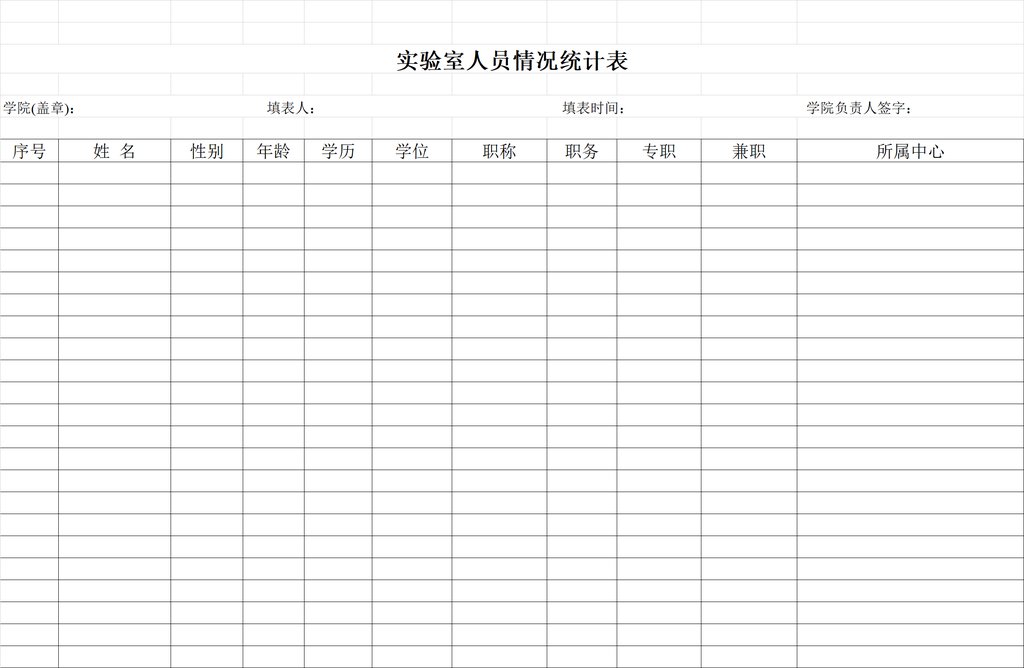 实验室人员情况统计表
学院(盖章): 填表人: 填表时间: 学院负责人签字:
序号 姓 名 性别 年龄 学历 学位 职称 职务 专职 兼职 所属中心